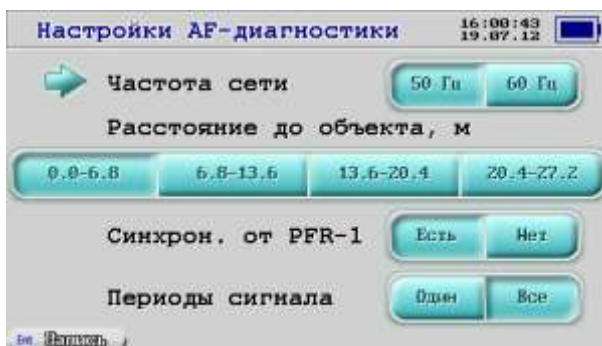 Настройки AF-диагностики
16:00:43
19.07.12
Частота сети
50 Гц
60 Гц
Расстояние до объекта, м
0.0-6.8
6.8-13.6
13.6-20.4
20.4-27.2
Синхрон. от PFR-1
Есть
Нет
Периоды сигнала
Один
Все
Ent